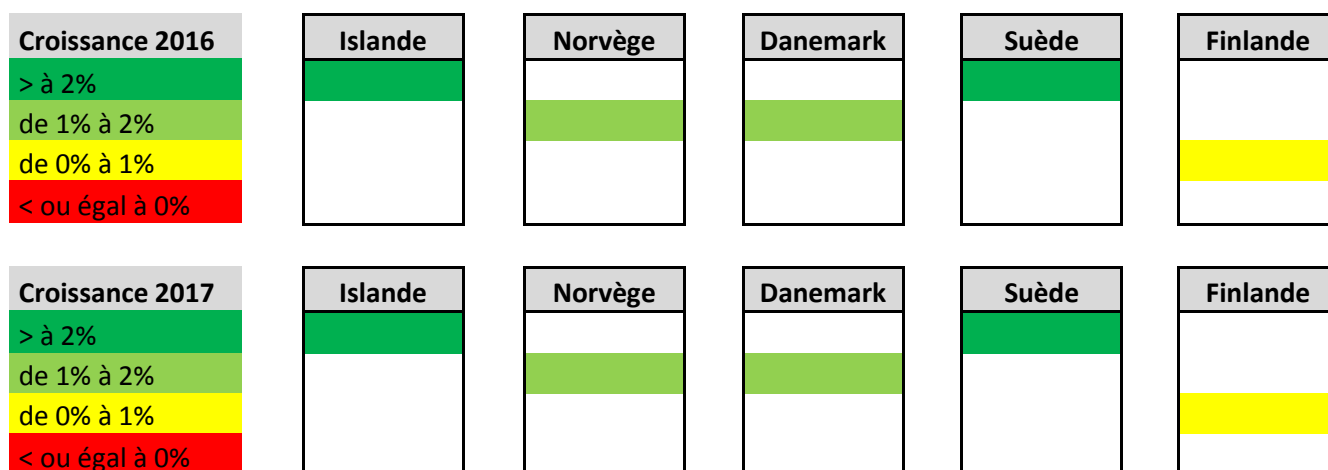 Croissance 2016 Islande Norvège Danemark Suède Finlande
> à 2%
de 1% à 2%
de 0% à 1%
< ou égal à 0%
Croissance 2017 Islande Norvège Danemark Suède Finlande
> à 2%
de 1% à 2%
de 0% à 1%
< ou égal à 0%